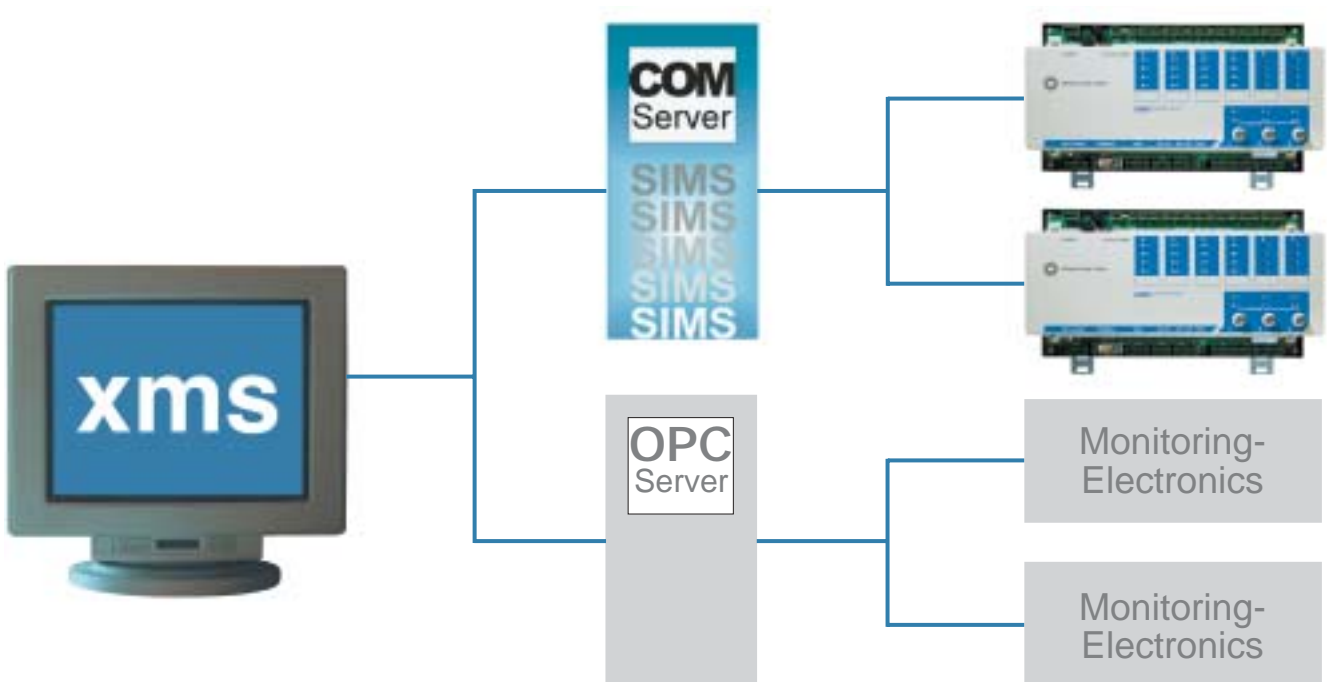 xms
COM
Server
SIMS
SIMS
SIMS
SIMS
SIMS
OPC
Server
Monitoring-
Electronics
Monitoring-
Electronics